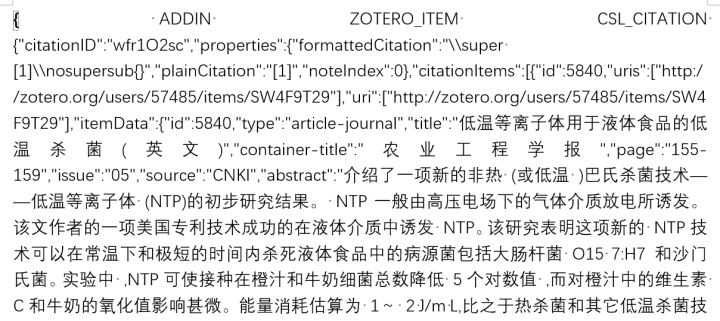 { ADDIN ZOTERO_ITEM CSL_CITATION
{"citationID":"wfr1O2sc","properties":{"formattedCitation":"\\super
[1]\\nosupersub{}","plainCitation":"[1]","noteIndex":0},"citationItems":[{"id":5840,"uris":["http:/
/zotero.org/users/57485/items/SW4F9T29"],"uri":["http://zotero.org/users/57485/items/SW4
F9T29"],"itemData":{"id":5840,"type":"article-journal","title":"低温等离子体用于液体食品的低
温杀菌(英文)","container-title":"农业工程学报","page":"155-
159","issue":"05","source":"CNKI","abstract":"介绍了一项新的非热 (或低温 )巴氏杀菌技术—
—低温等离子体 (NTP)的初步研究结果。 NTP 一般由高压电场下的气体介质放电所诱发。
该文作者的一项美国专利技术成功的在液体介质中诱发 NTP。该研究表明这项新的 NTP 技
术可以在常温下和极短的时间内杀死液体食品中的病源菌包括大肠杆菌 O15 7:H7 和沙门
氏菌。实验中 ,NTP 可使接种在橙汁和牛奶细菌总数降低 5 个对数值 ,而对橙汁中的维生素
C 和牛奶的氧化值影响甚微。能量消耗估算为 1～ 2 J/m L,比之于热杀菌和其它低温杀菌技